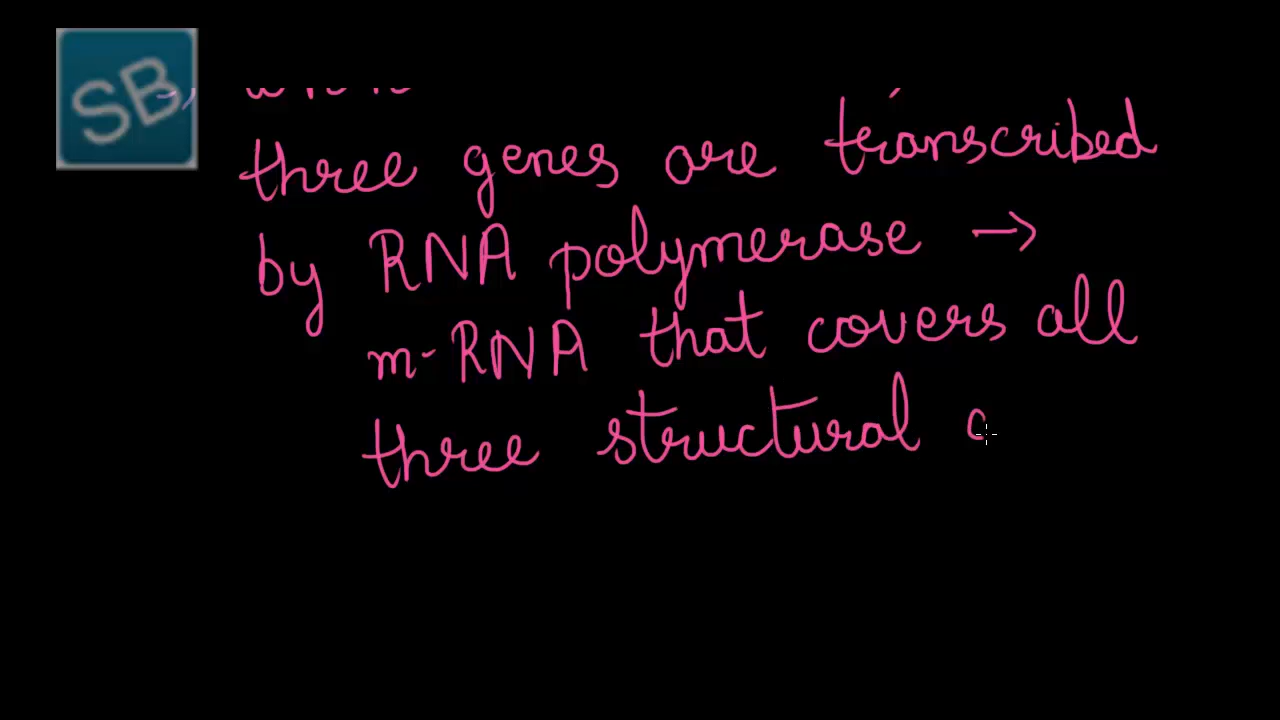 SB
three genes are transcribed
by RNA polymerase →
m-RNA that covers all
three structural